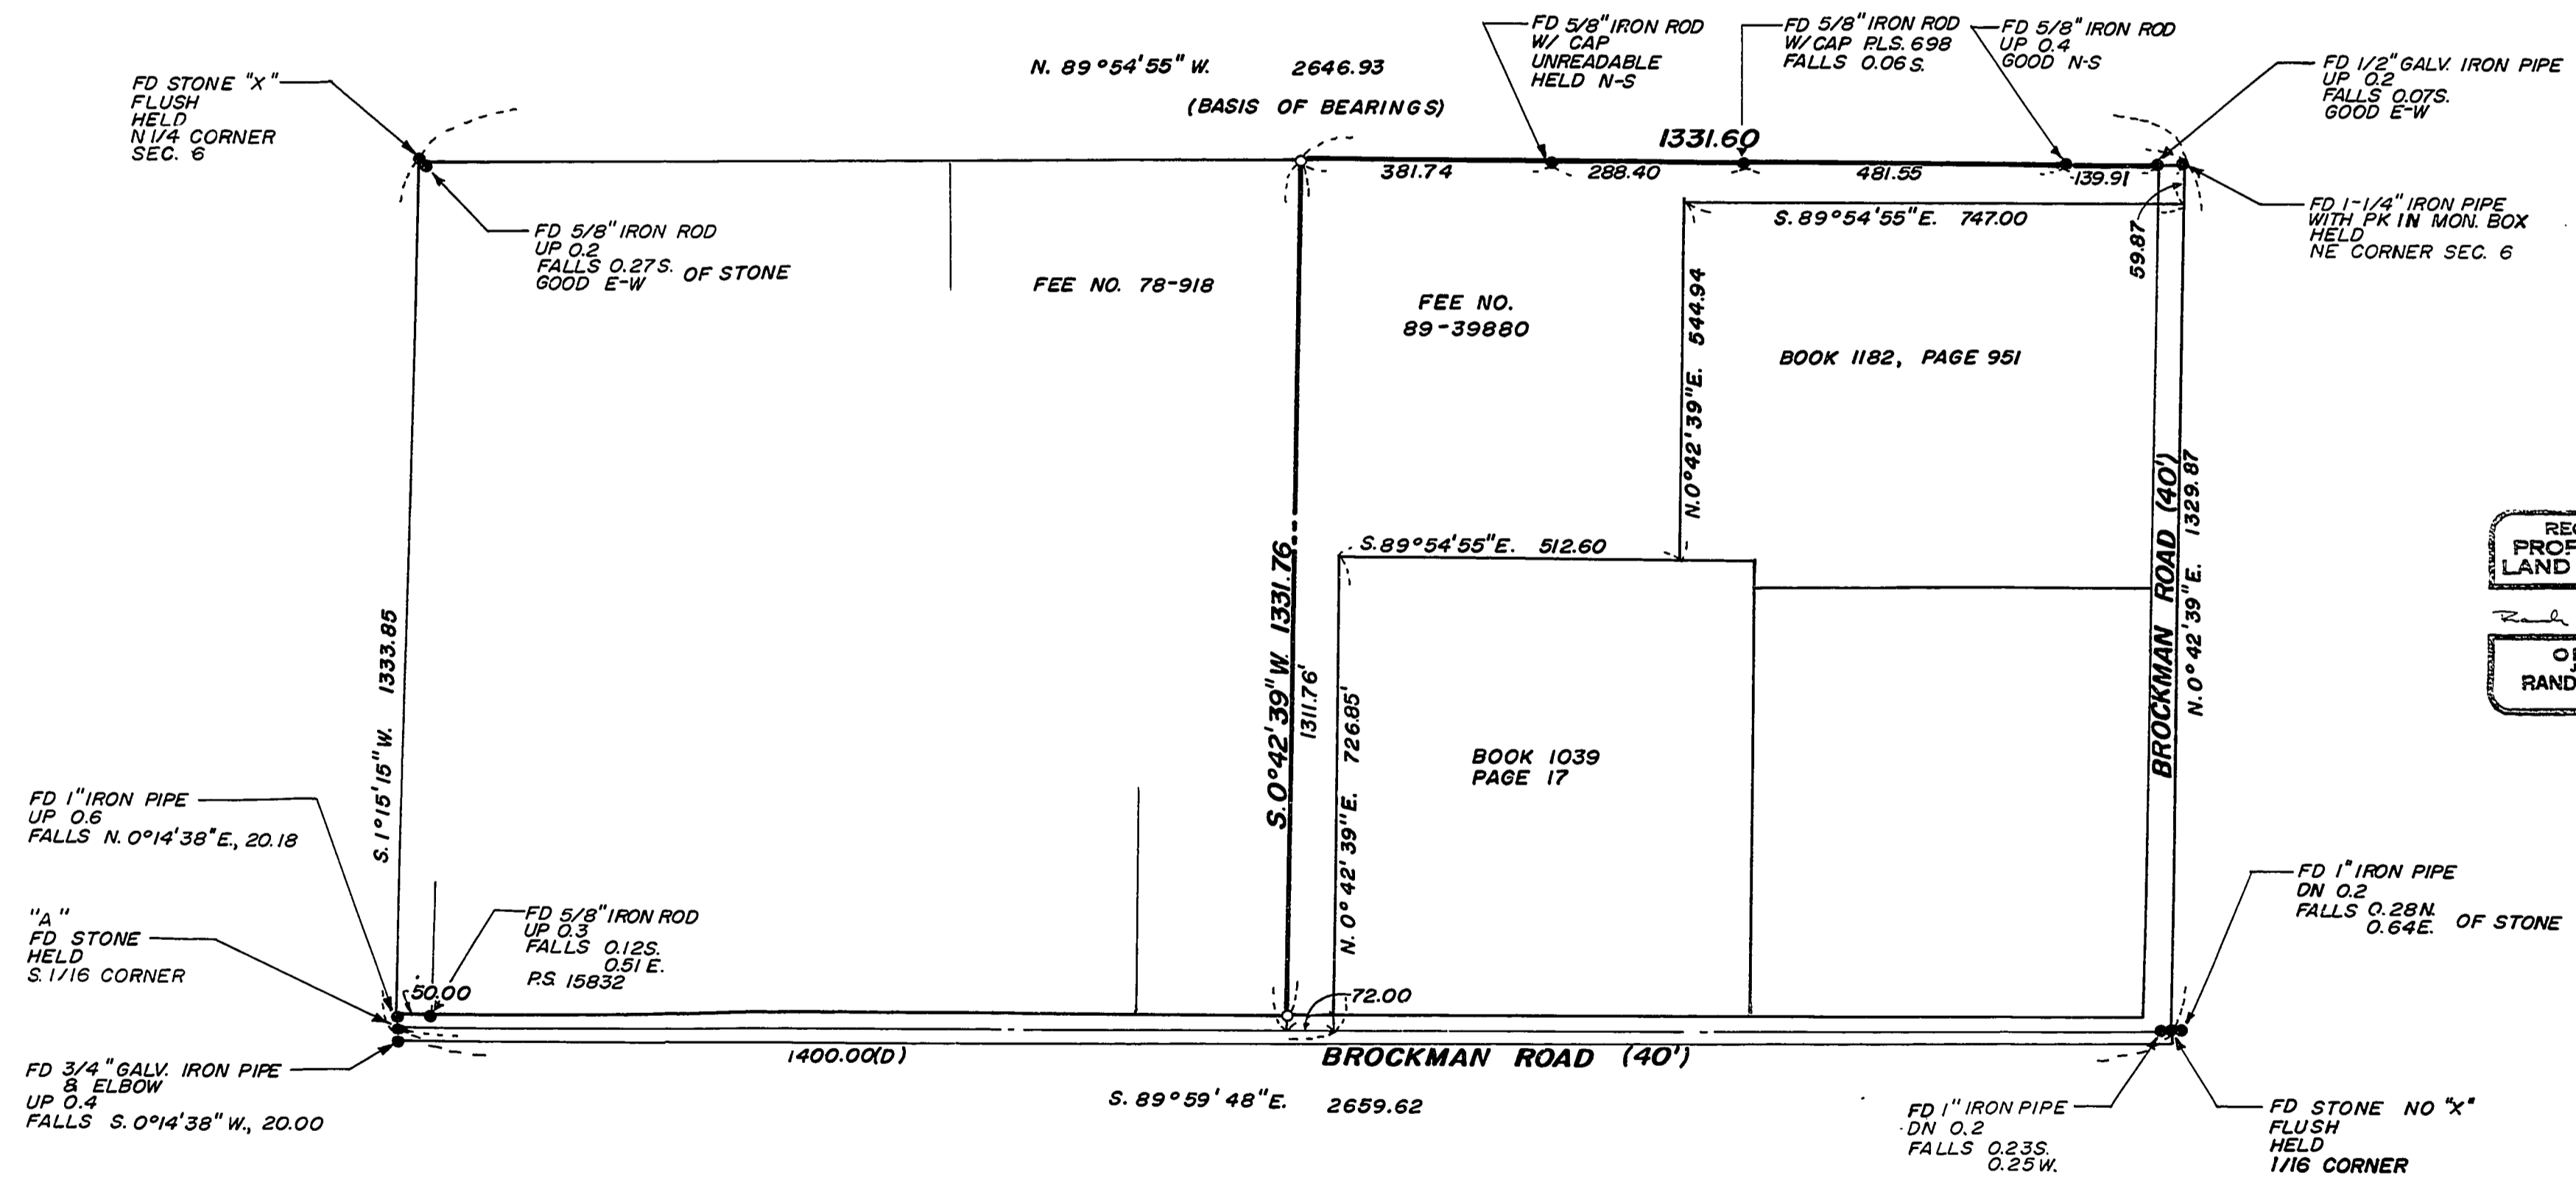 FD STONE "X"
FLUSH
HELD
N 1/4 CORNER
SEC. 6
N. 89°54'55" W. 2646.93
(BASIS OF BEARINGS)
FD 5/8" IRON ROD
W/ CAP
UNREADABLE
HELD N-S
FD 5/8" IRON ROD
W/CAP P.L.S. 698
FALLS 0.06 S.
FD 5/8" IRON ROD
UP 0.4
GOOD N-S
FD 1/2" GALV. IRON PIPE
UP 0.2
FALLS 0.07S.
GOOD E-W
1331.60
381.74
288.40
481.55
139.91
FD 1-1/4" IRON PIPE
WITH PK IN MON. BOX
HELD
NE CORNER SEC. 6
S. 89°54'55"E. 747.00
59.87
FD 5/8" IRON ROD
UP 0.2
FALLS 0.27S. OF STONE
GOOD E-W
FEE NO. 78-918
FEE NO.
89-39880
N.0°42'39"E. 544.94
BOOK 1182, PAGE 951
S.89°54'55"E. 512.60
S.0°42'39"W. 1331.76
1311.76'
N.0°42'39"E. 726.85'
BROCKMAN ROAD (40')
N.0°42'39"E. 1329.87
S.1°15'15"W. 1333.85
BOOK 1039
PAGE 17
REG
PROF
LAND
RAND
FD 1" IRON PIPE
UP 0.6
FALLS N. 0°14'38"E., 20.18
"A"
FD STONE
HELD
S. 1/16 CORNER
FD 5/8" IRON ROD
UP 0.3
FALLS 0.12S.
0.51 E.
P.S. 15832
50.00
72.00
FD 1" IRON PIPE
DN 0.2
FALLS 0.28N.
0.64E. OF STONE
FD 3/4" GALV. IRON PIPE
& ELBOW
UP 0.4
FALLS S. 0°14'38" W., 20.00
1400.00(D)
BROCKMAN ROAD (40')
S. 89°59'48"E. 2659.62
FD 1" IRON PIPE
DN 0.2
FALLS 0.23S.
0.25W.
FD STONE NO "X"
FLUSH
HELD
1/16 CORNER